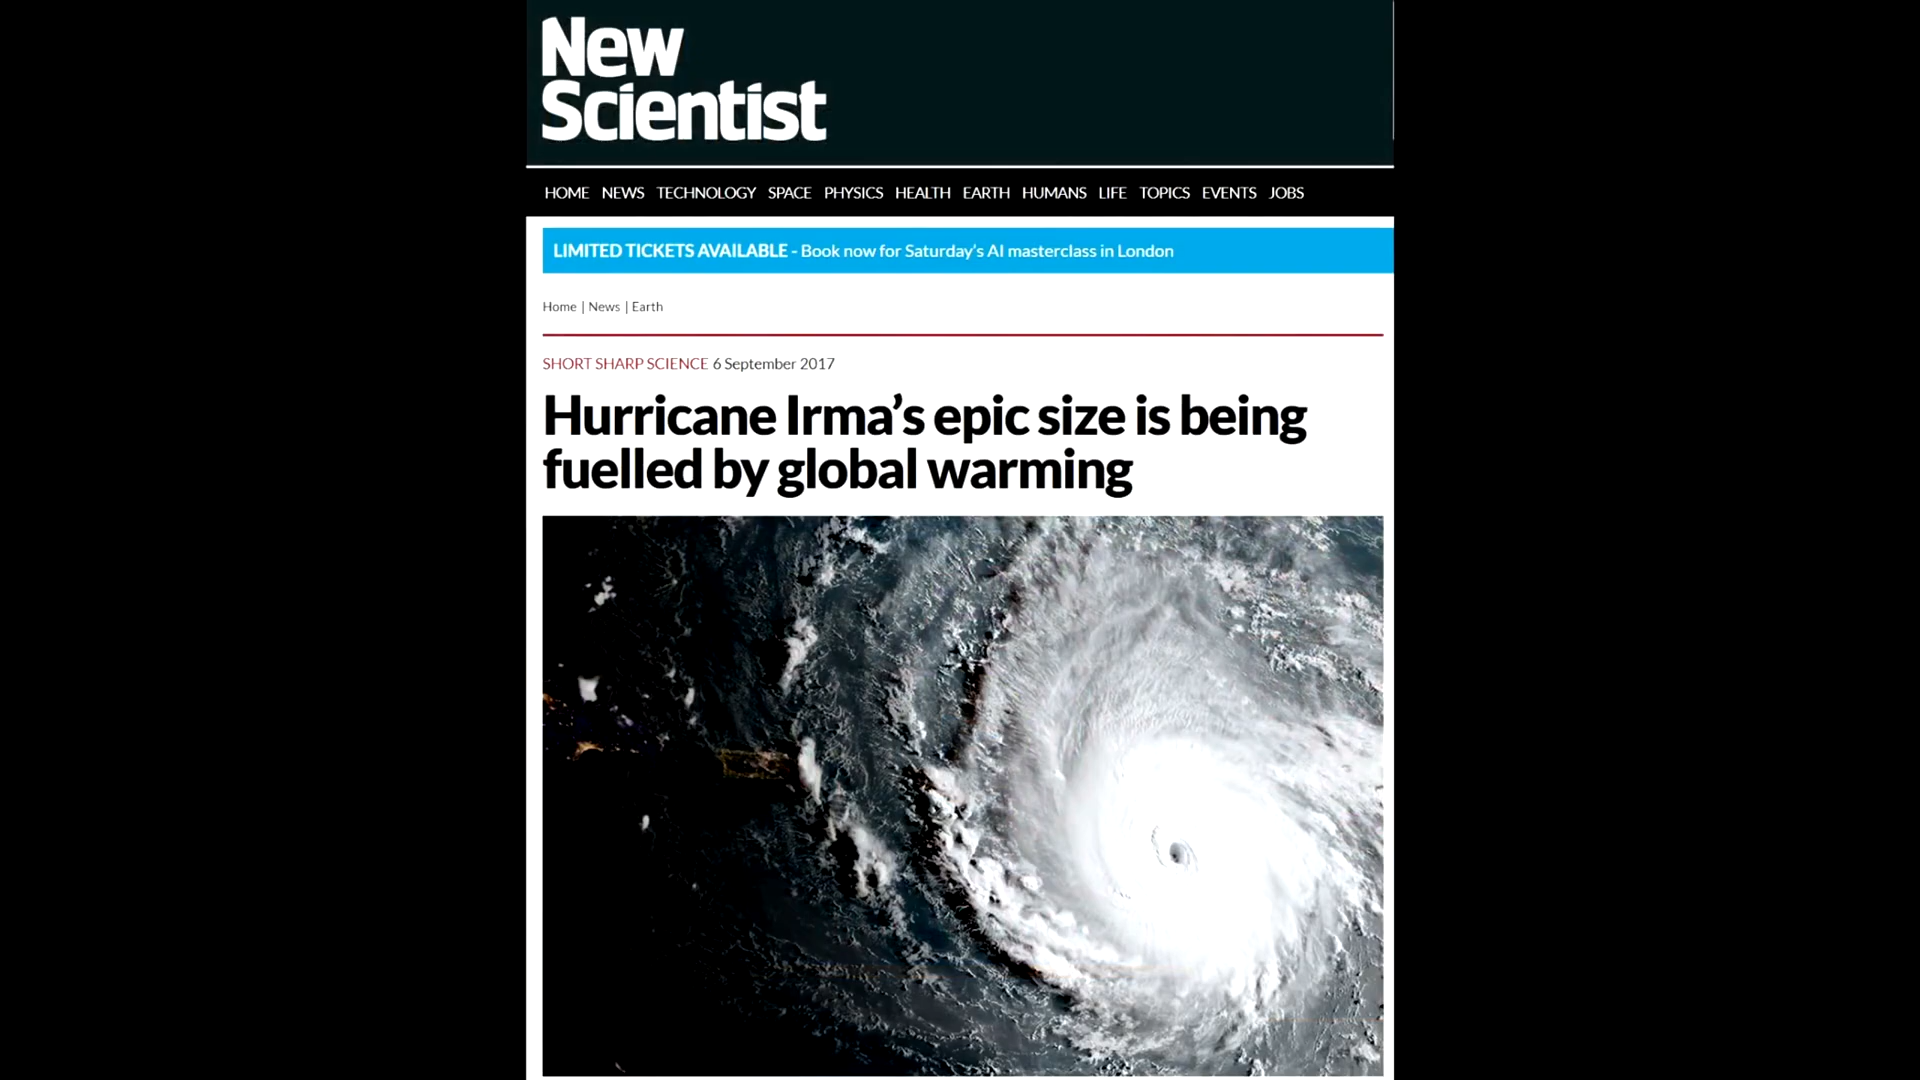 New
Scientist
HOME NEWS TECHNOLOGY SPACE PHYSICS HEALTH EARTH HUMANS LIFE TOPICS EVENTS JOBS
LIMITED TICKETS AVAILABLE - Book now for Saturday's AI masterclass in London
Home | News | Earth
SHORT SHARP SCIENCE 6 September 2017
Hurricane Irma’s epic size is being
fuelled by global warming